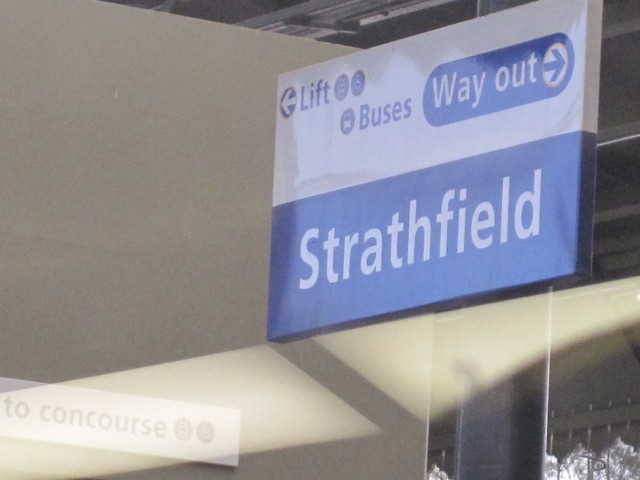 Lift
Way out
Buses
Strathfield
to concourse